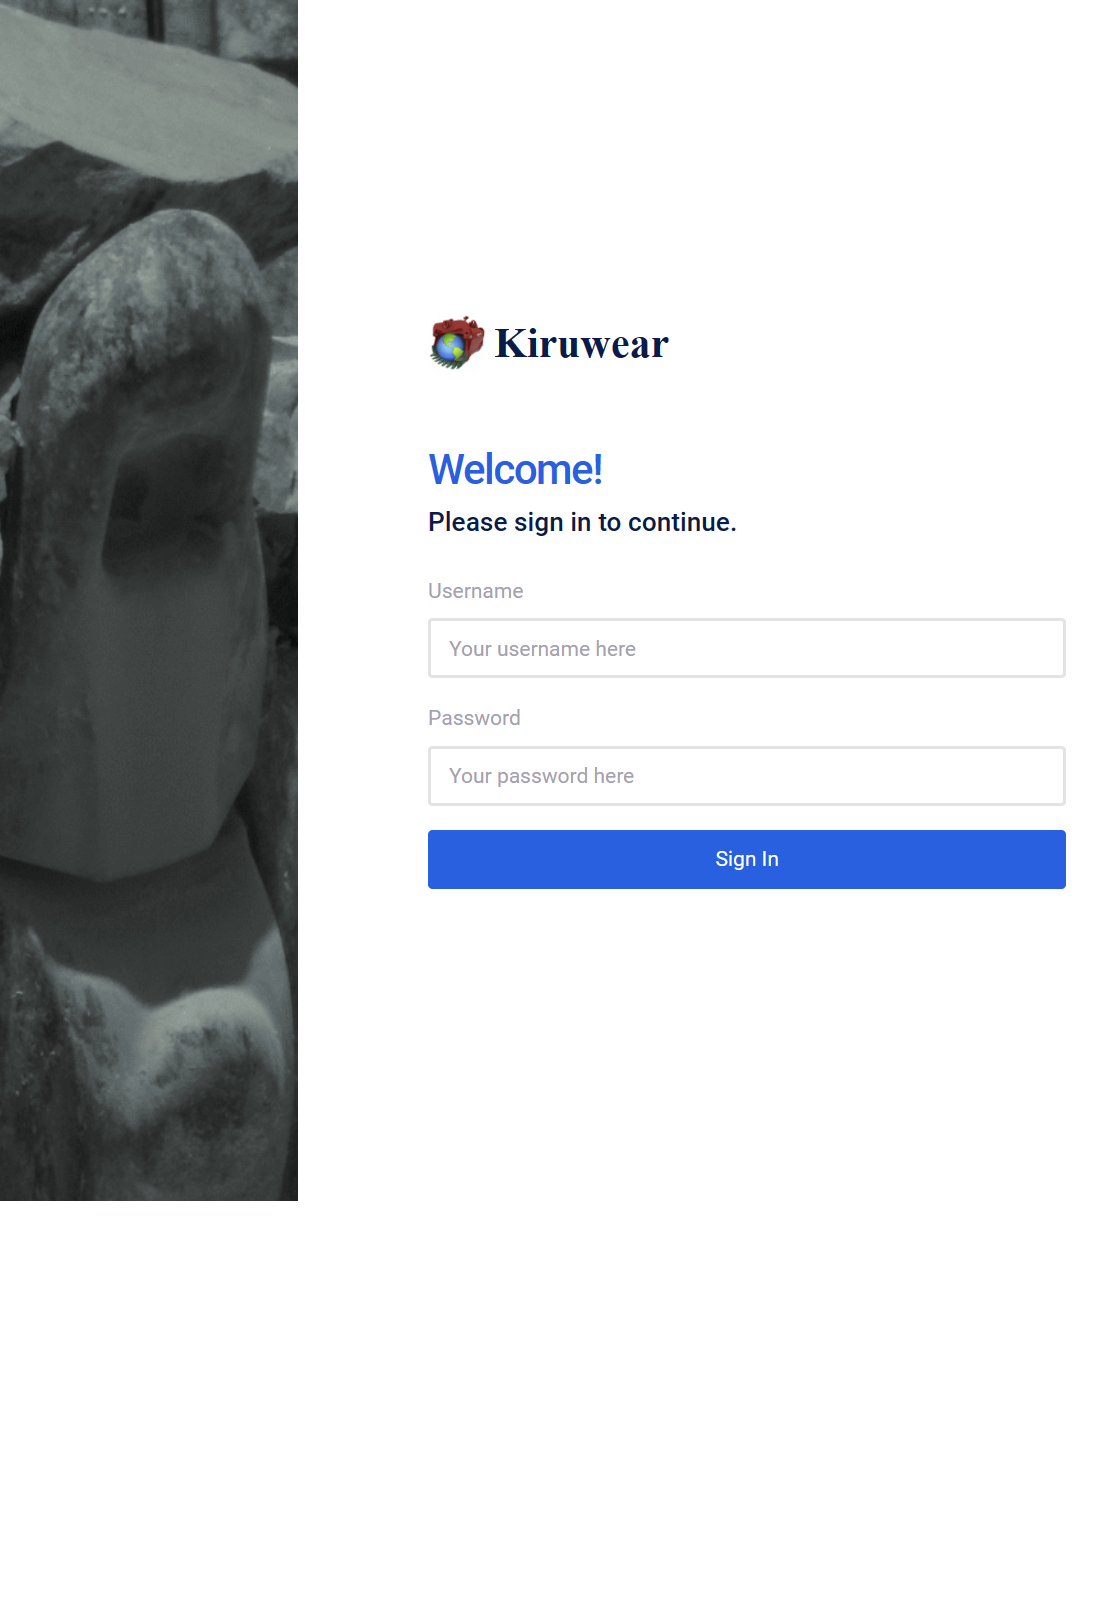 Kiruwear
Welcome!
Please sign in to continue.
Username
Your username here
Password
Your password here
Sign In